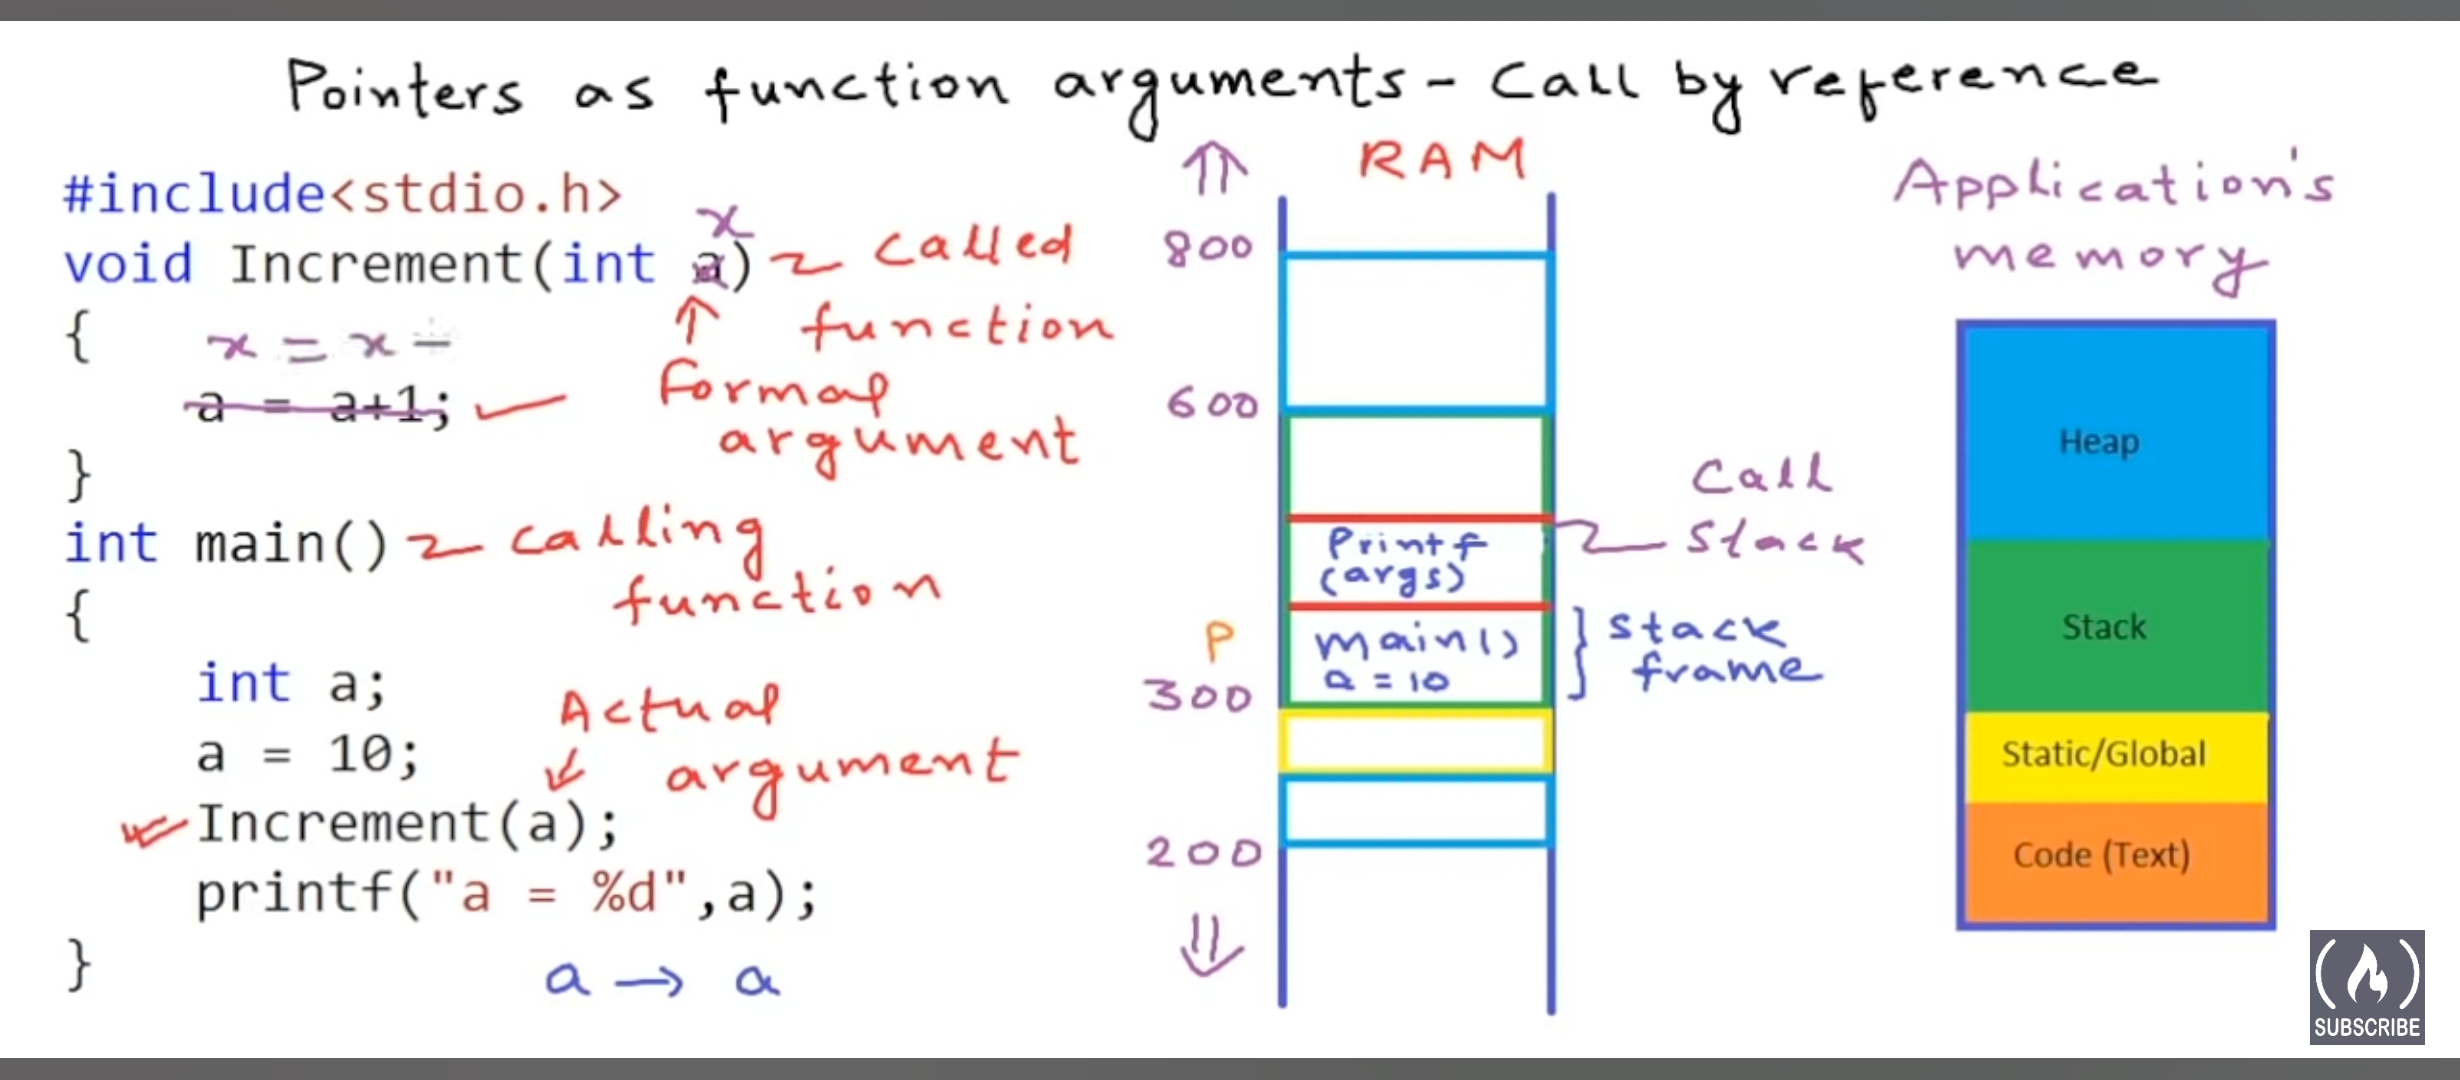 Pointers as function arguments - Call by reference
#include<stdio.h>
x
void Increment(int a)
called
function
{
x = x
a = a+1;
Formal
argument
}
int main()
calling
function
{
int a;
a = 10;
Actual
argument
Increment(a);
printf("a = %d",a);
}
a → a
RAM
800
600
P
300
200
Printf
(args)
main()
a = 10
Call
Stack
stack
frame
Application's
memory
Heap
Stack
Static/Global
Code (Text)
SUBSCRIBE